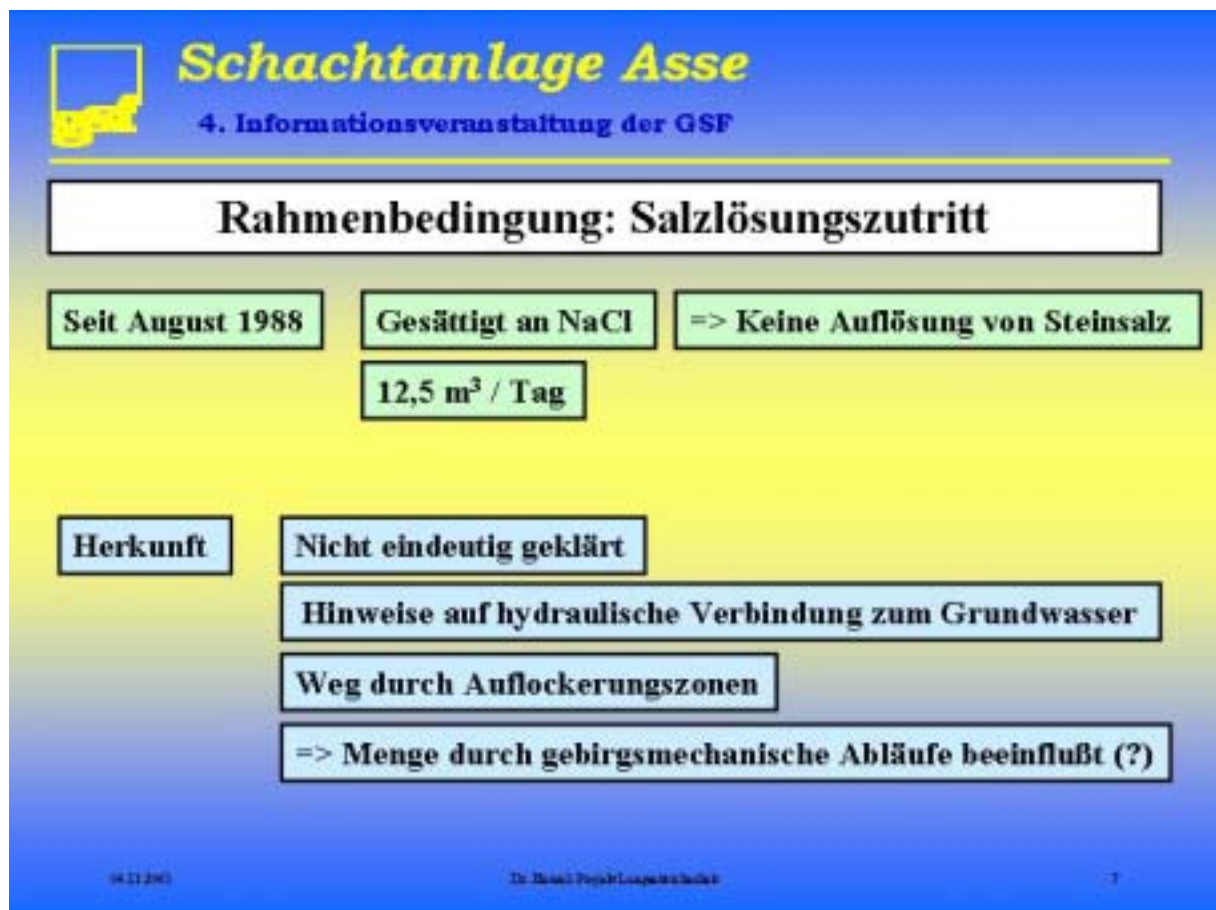 Schachtanlage Asse
4. Informationsveranstaltung der GSF
Rahmenbedingung: Salzlösungszutritt
Seit August 1988 Gesättigt an NaCl => Keine Auflösung von Steinsalz
12,5 m³ / Tag
Herkunft Nicht eindeutig geklärt
Hinweise auf hydraulische Verbindung zum Grundwasser
Weg durch Auflockerungszonen
=> Menge durch gebirgsmechanische Abläufe beeinflußt (?)
Dr.